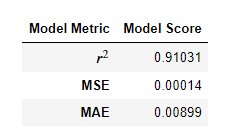 Model Metric Model Score
r² 0.91031
MSE 0.00014
MAE 0.00899